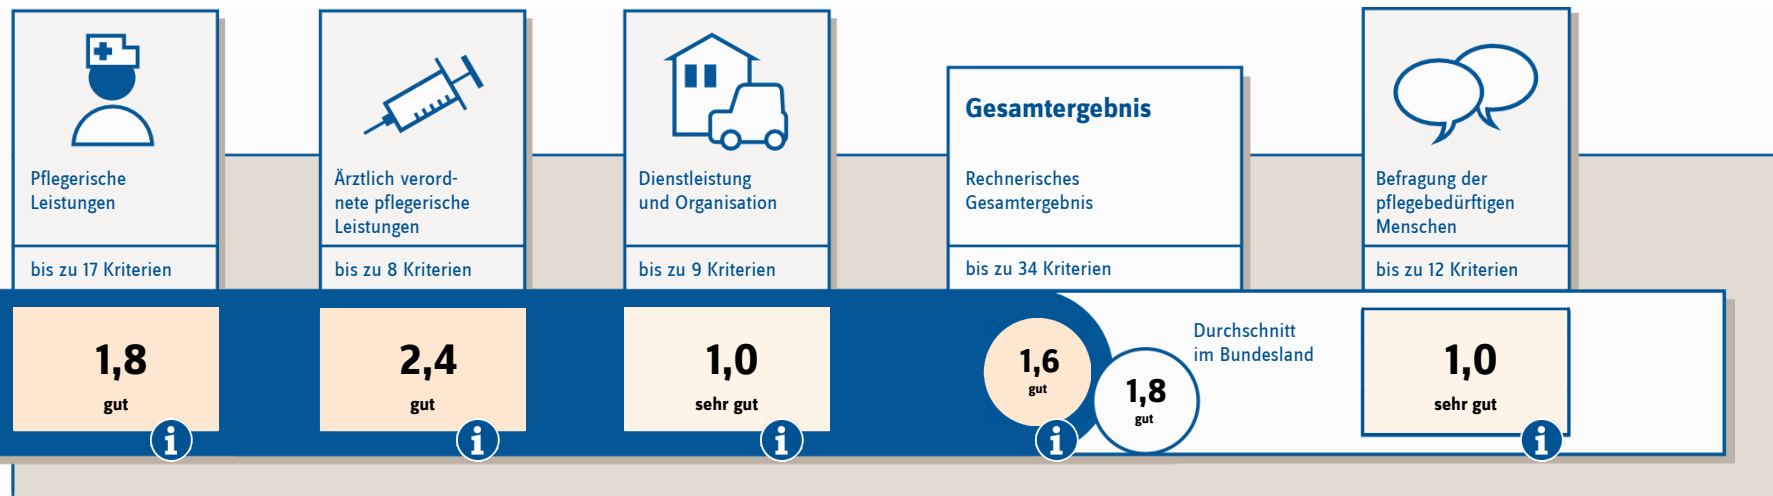 Pflegerische
Leistungen
bis zu 17 Kriterien
1,8
gut
i
Ärztlich verord-
nete pflegerische
Leistungen
bis zu 8 Kriterien
2,4
gut
i
Dienstleistung
und Organisation
bis zu 9 Kriterien
1,0
sehr gut
i
Gesamtergebnis
Rechnerisches
Gesamtergebnis
bis zu 34 Kriterien
1,6
gut
i
1,8
gut
Durchschnitt
im Bundesland
Befragung der
pflegebedürftigen
Menschen
bis zu 12 Kriterien
1,0
sehr gut
i